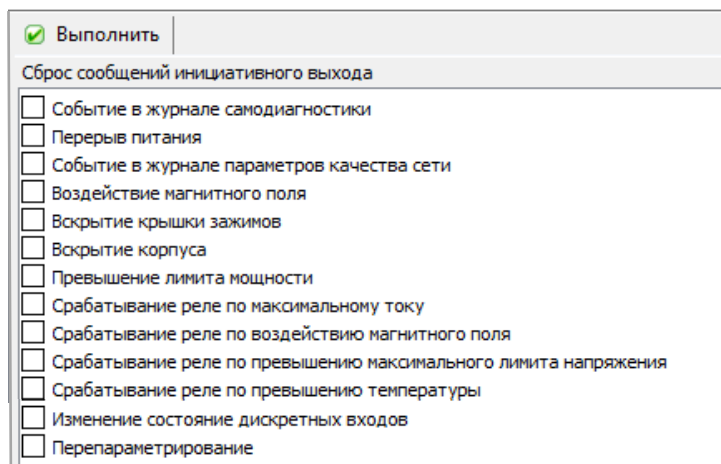 Выполнить
Сброс сообщений инициативного выхода
Событие в журнале самодиагностики
Перерыв питания
Событие в журнале параметров качества сети
Воздействие магнитного поля
Вскрытие крышки зажимов
Вскрытие корпуса
Превышение лимита мощности
Срабатывание реле по максимальному току
Срабатывание реле по воздействию магнитного поля
Срабатывание реле по превышению максимального лимита напряжения
Срабатывание реле по превышению температуры
Изменение состояние дискретных входов
Перепараметрирование